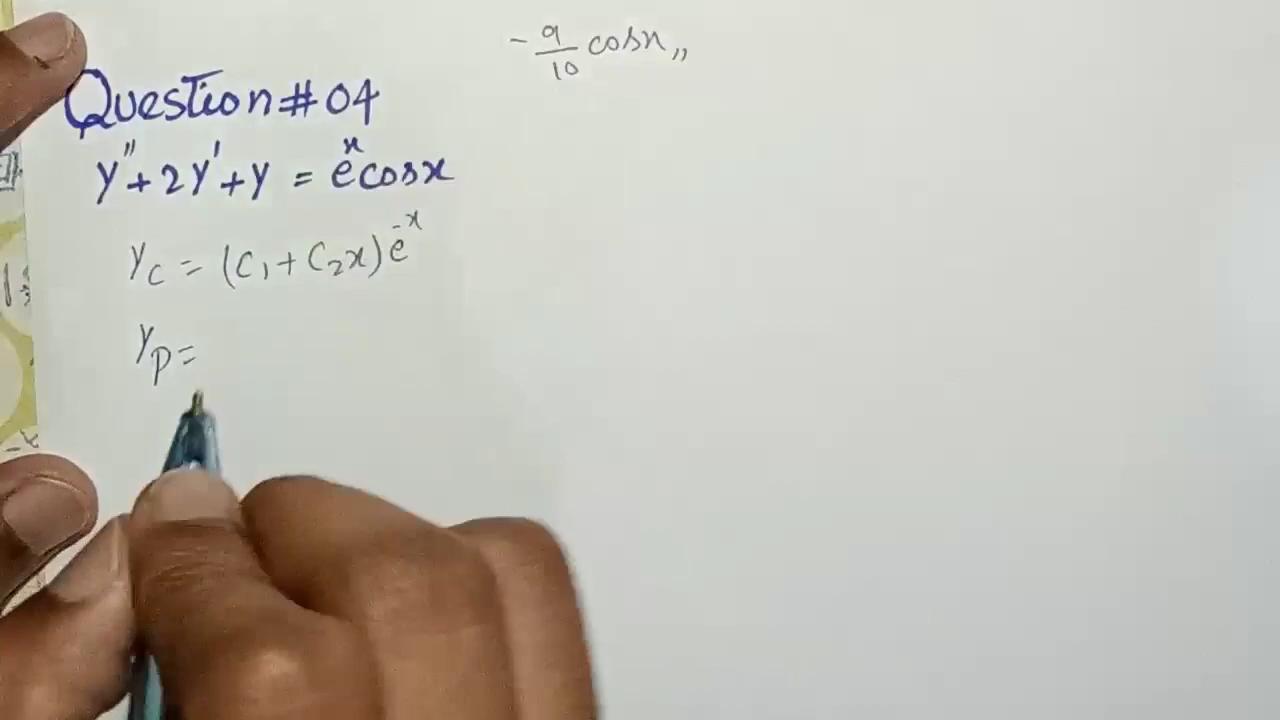 - 9/10 cosx,,
Question#04
y'' + 2y' + y = e^x cosx
y_c = (c_1 + c_2x) e^-x
y_p =